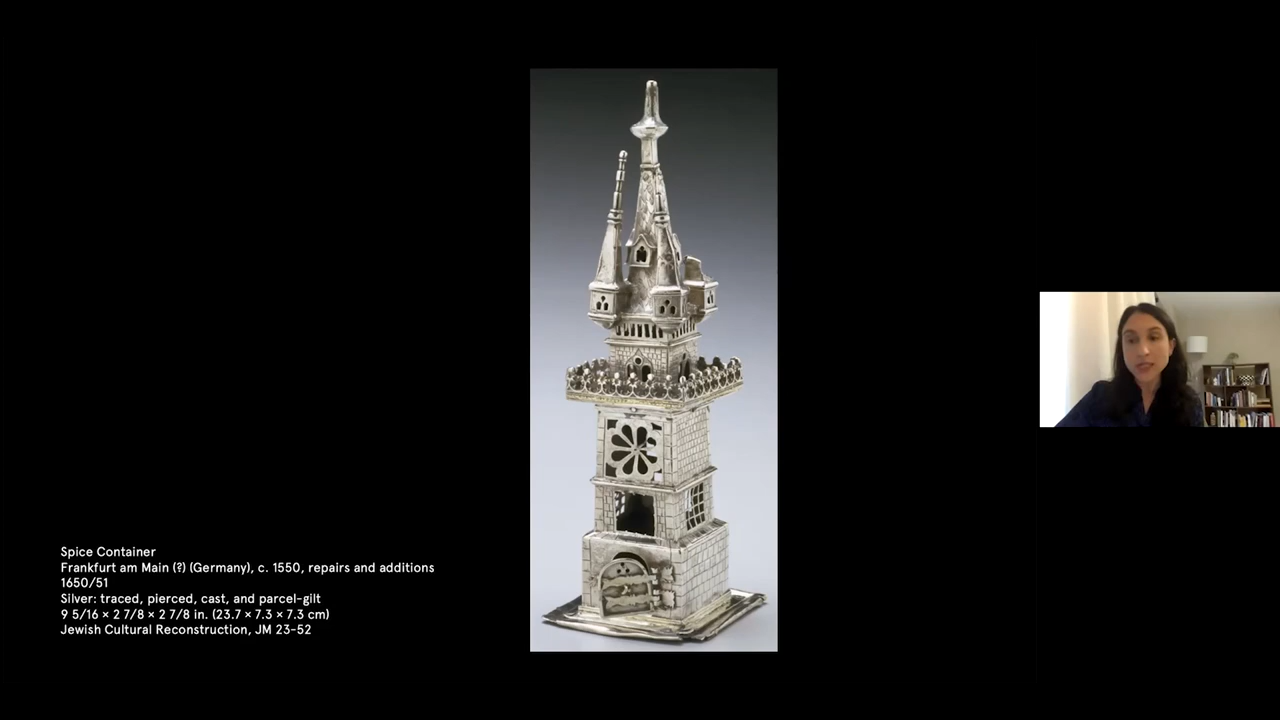 Spice Container
Frankfurt am Main (?) (Germany), c. 1550, repairs and additions
1650/51
Silver: traced, pierced, cast, and parcel-gilt
9 5/16 × 2 7/8 × 2 7/8 in. (23.7 × 7.3 × 7.3 cm)
Jewish Cultural Reconstruction, JM 23-52